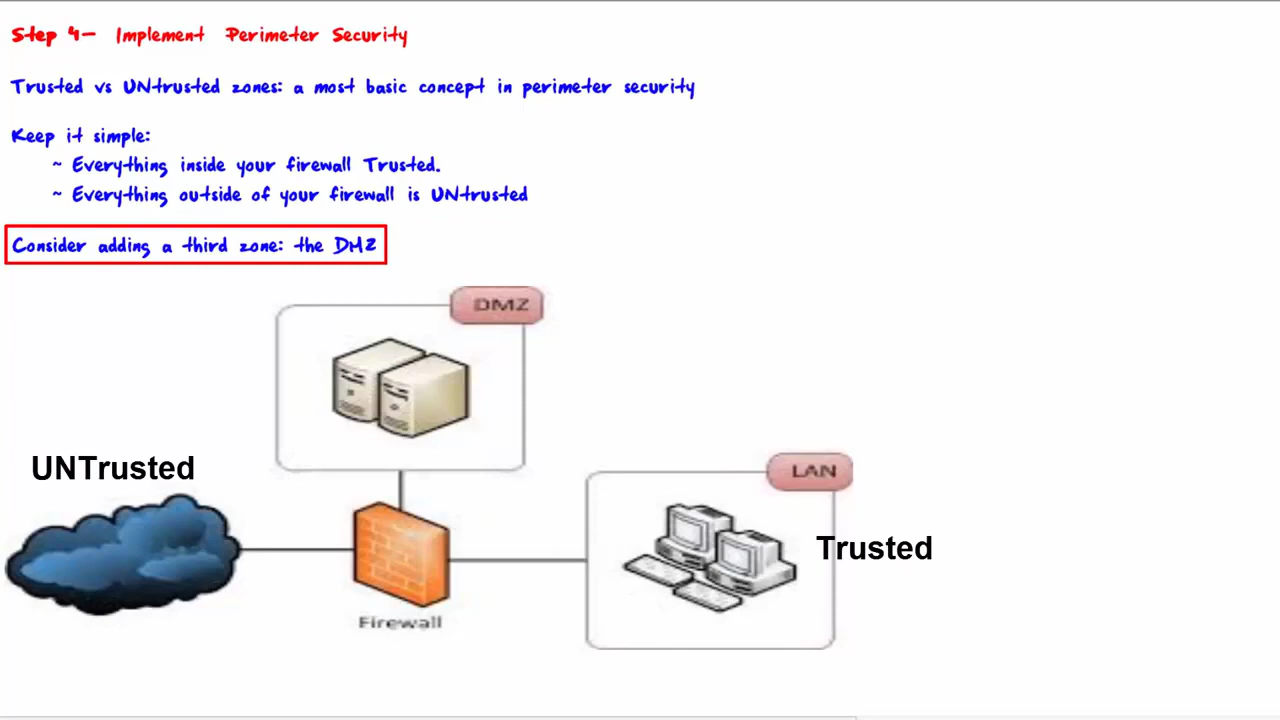 Step 4- Implement Perimeter Security
Trusted vs UNtrusted zones: a most basic concept in perimeter security
Keep it simple:
~ Everything inside your firewall Trusted.
~ Everything outside of your firewall is UNtrusted
Consider adding a third zone: the DMZ
DMZ
UNTrusted
LAN
Trusted
Firewall